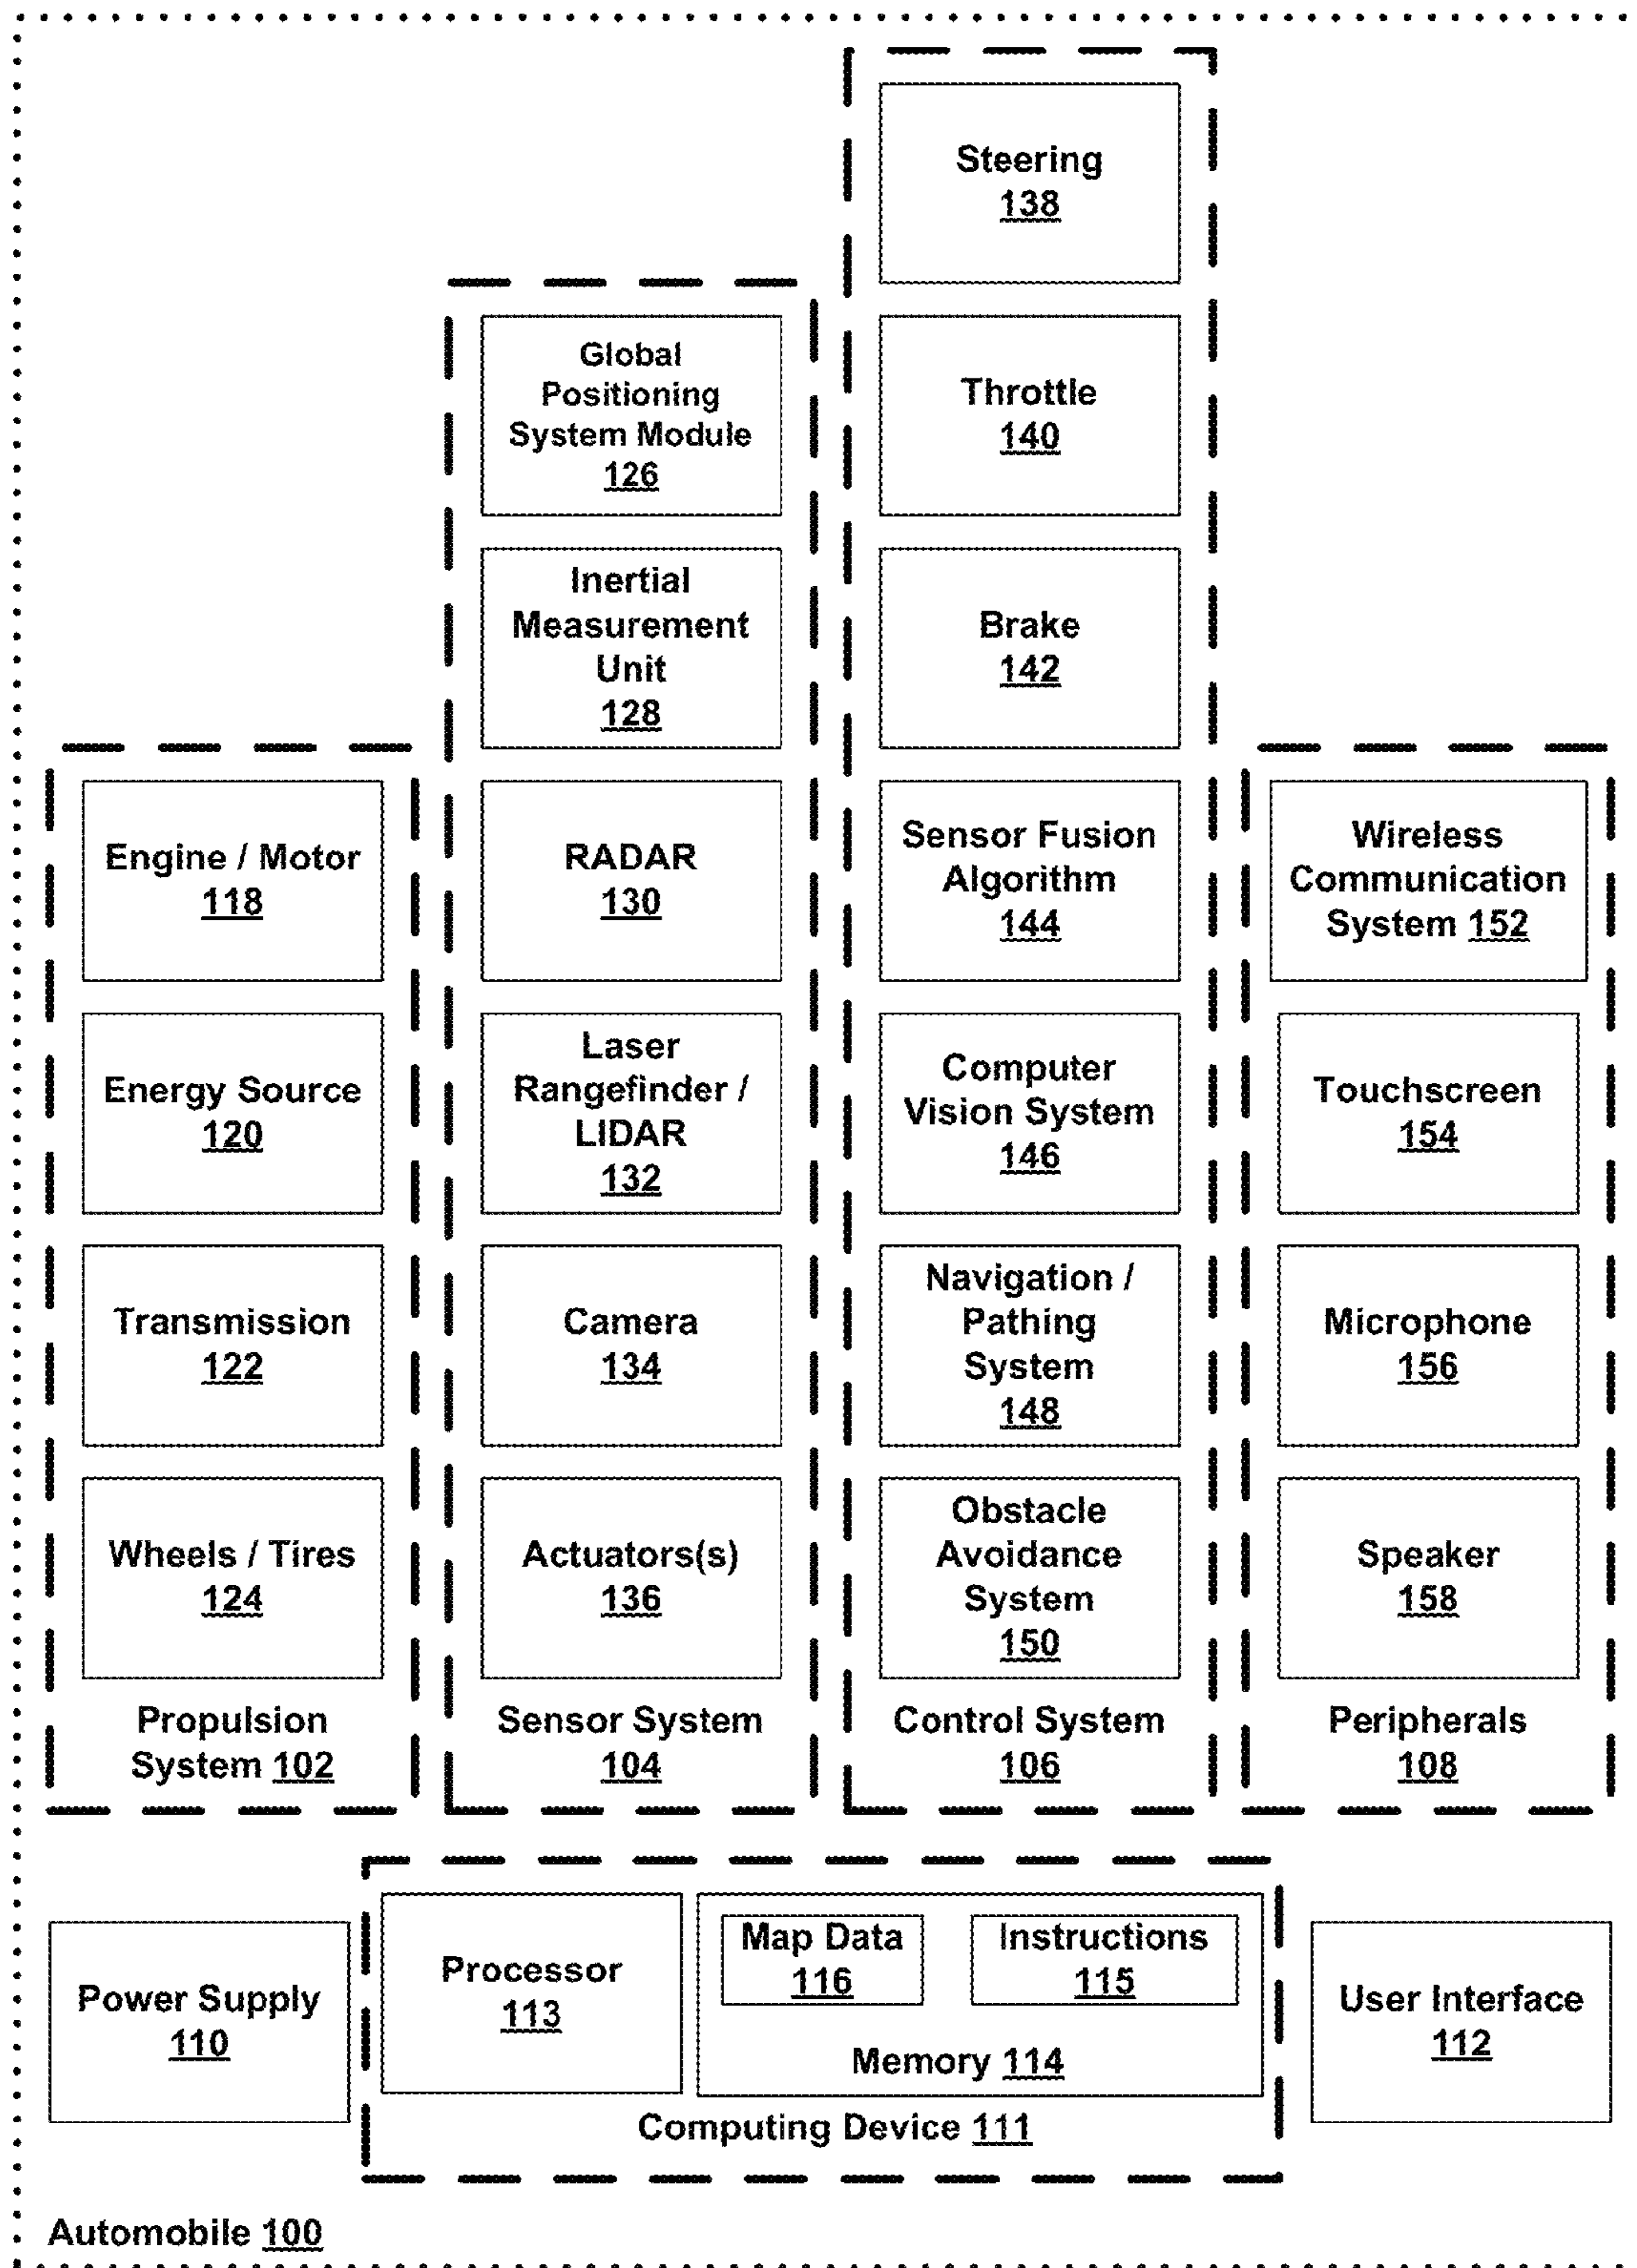 Steering
138
Global
Positioning
System Module
126
Throttle
140
Inertial
Measurement
Unit
128
Brake
142
Engine / Motor
118
RADAR
130
Sensor Fusion
Algorithm
144
Wireless
Communication
System 152
Energy Source
120
Laser
Rangefinder /
LIDAR
132
Computer
Vision System
146
Touchscreen
154
Transmission
122
Camera
134
Navigation /
Pathing
System
148
Microphone
156
Wheels / Tires
124
Actuators(s)
136
Obstacle
Avoidance
System
150
Speaker
158
Propulsion
System 102
Sensor System
104
Control System
106
Peripherals
108
Power Supply
110
Processor
113
Map Data
116
Instructions
115
Memory 114
Computing Device 111
User Interface
112
Automobile 100